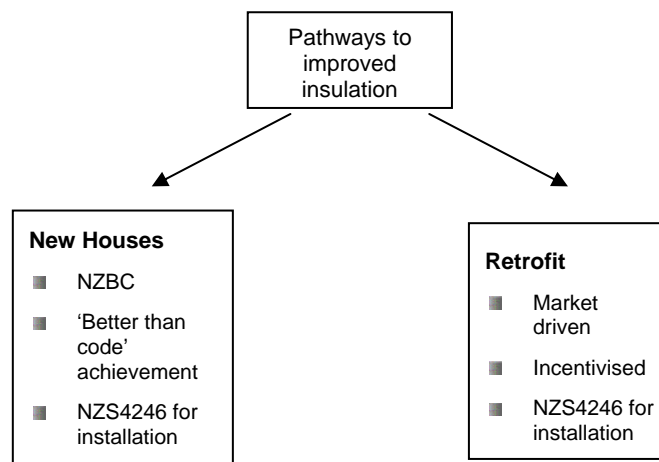 Pathways to
improved
insulation
New Houses
NZBC
‘Better than
code’
achievement
NZS4246 for
installation
Retrofit
Market
driven
Incentivised
NZS4246 for
installation